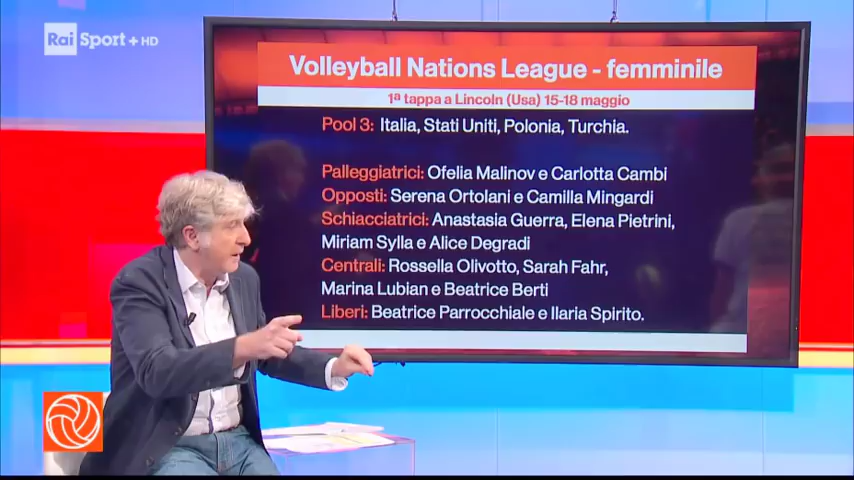 Rai Sport + HD
Volleyball Nations League - femminile
1ª tappa a Lincoln (Usa) 15-18 maggio
Pool 3: Italia, Stati Uniti, Polonia, Turchia.
Palleggiatrici: Ofelia Malinov e Carlotta Cambi
Opposti: Serena Ortolani e Camilla Mingardi
Schiacciatrici: Anastasia Guerra, Elena Pietrini,
Miriam Sylla e Alice Degradi
Centrali: Rossella Olivotto, Sarah Fahr,
Marina Lubian e Beatrice Berti
Liberi: Beatrice Parrocchiale e Ilaria Spirito.